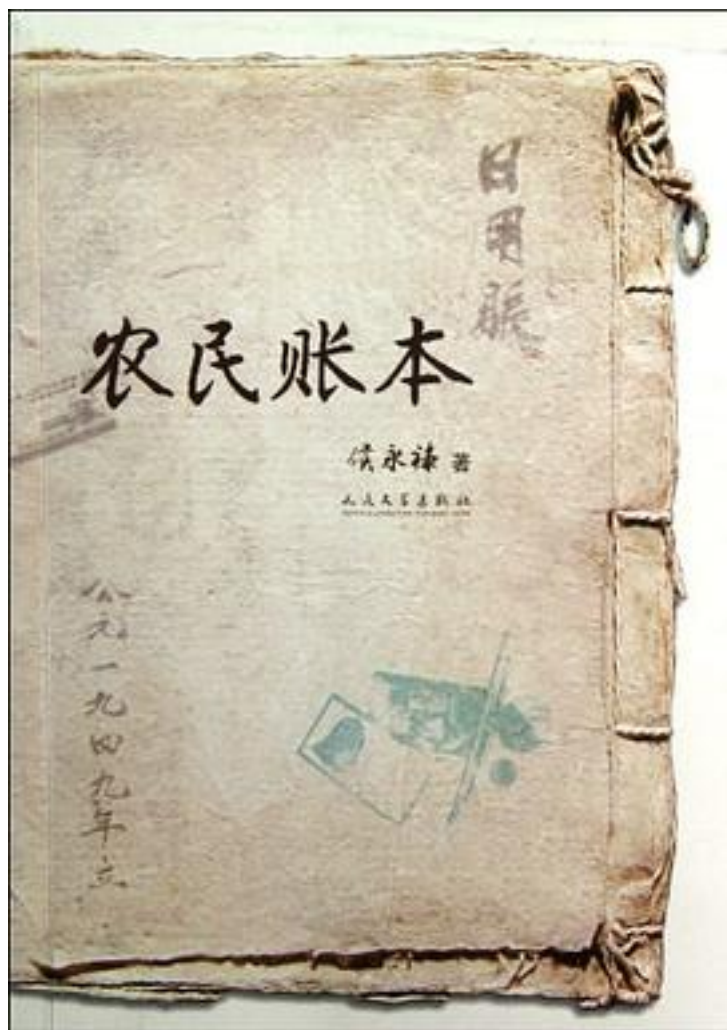 日用账
农民账本
侯永禄 著
人民文学出版社
公元一九四九年立